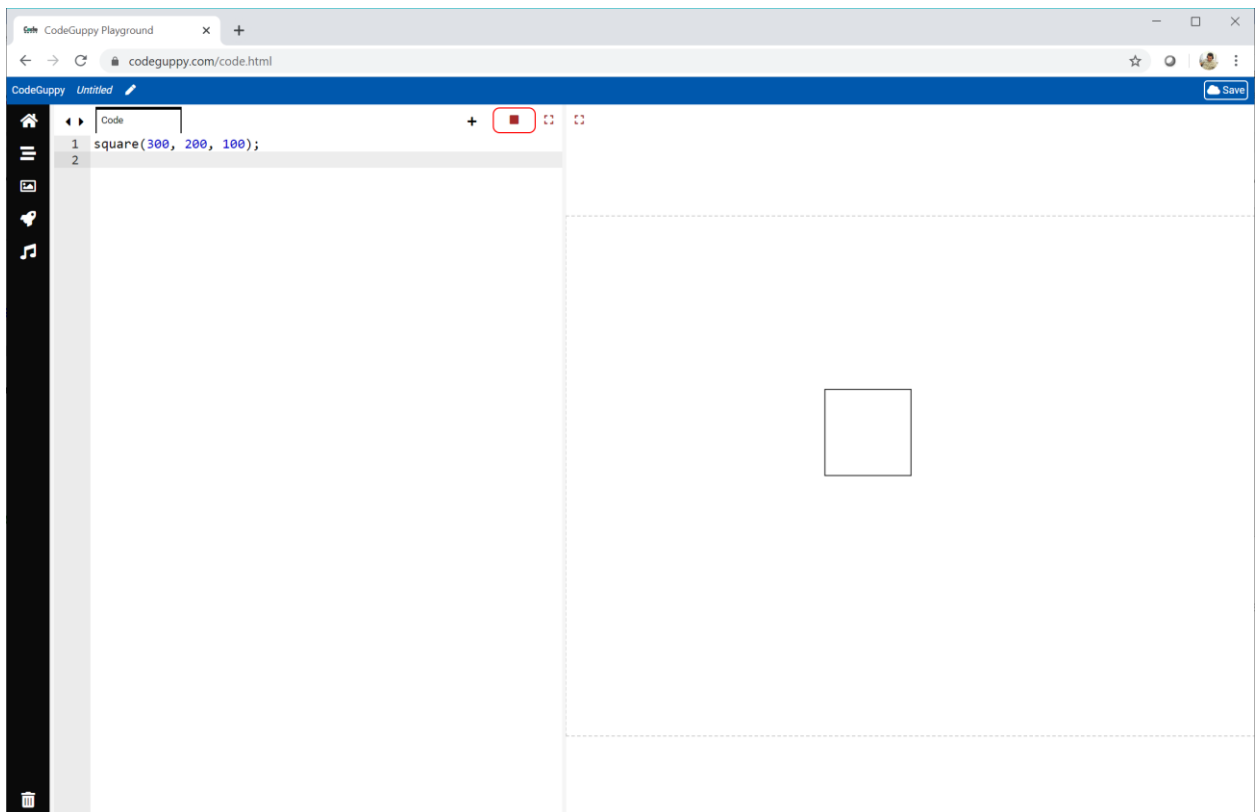 CodeGuppy Playground
codeguppy.com/code.html
CodeGuppy Untitled
Save
Code
1 square(300, 200, 100);
2